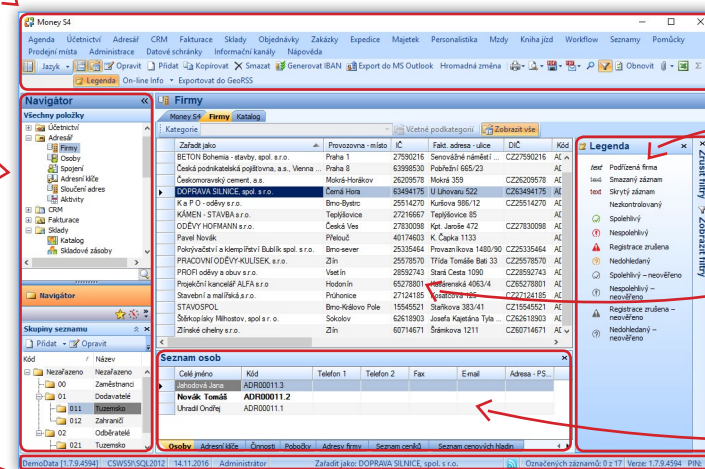 Money S4
Agenda Účetnictví Adresář CRM Fakturace Sklady Objednávky Zakázky Expedice Majetek Personalistika Mzdy Kniha jízd Workflow Seznamy Pomůcky
Prodejní místa Administrace Datové schránky Informační kanály Nápověda
Jazyk Opravit Přidat Kopírovat Smazat Generovat IBAN Export do MS Outlook Hromadná změna Obnovit
Legenda On-line Info Exportovat do GeoRSS
Navigátor
Všechny položky
Účetnictví
Adresář
Firmy
Osoby
Spojení
Adresní klíče
Sloučení adres
Aktivity
CRM
Fakturace
Sklady
Katalog
Skladové zásoby
Navigátor
Skupiny seznamu
Přidat Opravit
Kód Název
Nezařazeno Nezařazeno
00 Zaměstnanci
01 Dodavatelé
011 Tuzemsko
012 Zahraničí
02 Odběratelé
021 Tuzemsko
Firmy
Money S4 Firmy Katalog
Kategorie Včetně podkategorií Zobrazit vše
Zařadit jako Provozovna - místo IČ Fakt. adresa - ulice DIČ Kód
BETON Bohemia - stavby, spol. s r.o. Praha 1 27590216 Senovážné náměstí ... CZ27590216
Česká podnikatelská pojišťovna, a.s., Vienna ... Praha 8 63998530 Pobřežní 665/23
Českomoravský cement, a.s. Mokrá-Horákov 26209578 Mokrá 359 CZ26209578
DOPRAVA SILNICE, spol. s r.o. Černá Hora 63494175 U Lihovaru 522 CZ63494175
K a P O - oděvy s.r.o. Brno-Bystrc 25514270 Kuršova 986/12 CZ25514270
KÁMEN - STAVBA s r.o. Teplýšovice 27216667 Teplýšovice 85
ODĚVY HOFMANN s.r.o. Česká Ves 27830098 Kpt. Jaroše 472 CZ27830098
Pavel Novák Přelouč 40174603 K. Čapka 1133
Pokrývačství a klempířství Bublík spol. s r.o. Brno-sever 25335464 Provazníkova 1480/90 CZ25335464
PRACOVNÍ ODĚVY-KULÍSEK, s.r.o. Zlín 25578570 Třída Tomáše Bati 33 CZ25578570
PROFI oděvy a obuv s.r.o. Vsetín 28592743 Stará Cesta 1090 CZ28592743
Projekční kancelář ALFA s.r.o Hodonín 65278801 4063/4 CZ65278801
Stavební a malířská,s.r.o. Průhonice 27124185 CZ27124185
STAVOSPOL Brno-Královo Pole 15545521 Staňkova 383/41 CZ15545521
Štěrkopísky Milhostov, spol s r. o. Sokolov 62618903 Josefa Kajetána Tyla ... CZ62618903
Zlínské cihelny s.r.o. Zlín 60714671 Šrámkova 1211 CZ60714671
Seznam osob
Celé jméno Kód Telefon 1 Telefon 2 Fax E-mail Adresa - PS...
Jahodová Jana ADR00011.3
Novák Tomáš ADR00011.2
Uhradil Ondřej ADR00011.1
Osoby Adresní klíče Činnosti Pobočky Adresy firmy Seznam ceníků Seznam cenových hladin
Legenda
text Podřízená firma
text Smazaný záznam
text Skrytý záznam
Nezkontrolovaný
Spolehlivý
Nespolehlivý
Registrace zrušena
Nedohledaný
Spolehlivý – neověřeno
Nespolehlivý –
neověřeno
Registrace zrušena –
neověřeno
Nedohledaný –
neověřeno
Zrušit filtry
Zobrazit filtry
DemoData [1.7.9.4594] CSWS5\SQL2012 14.11.2016 Administrátor Zařadit jako: DOPRAVA SILNICE, spol. s r.o. Označených záznamů: 0 z 17 Verze: 1.7.9.4594 PIN: